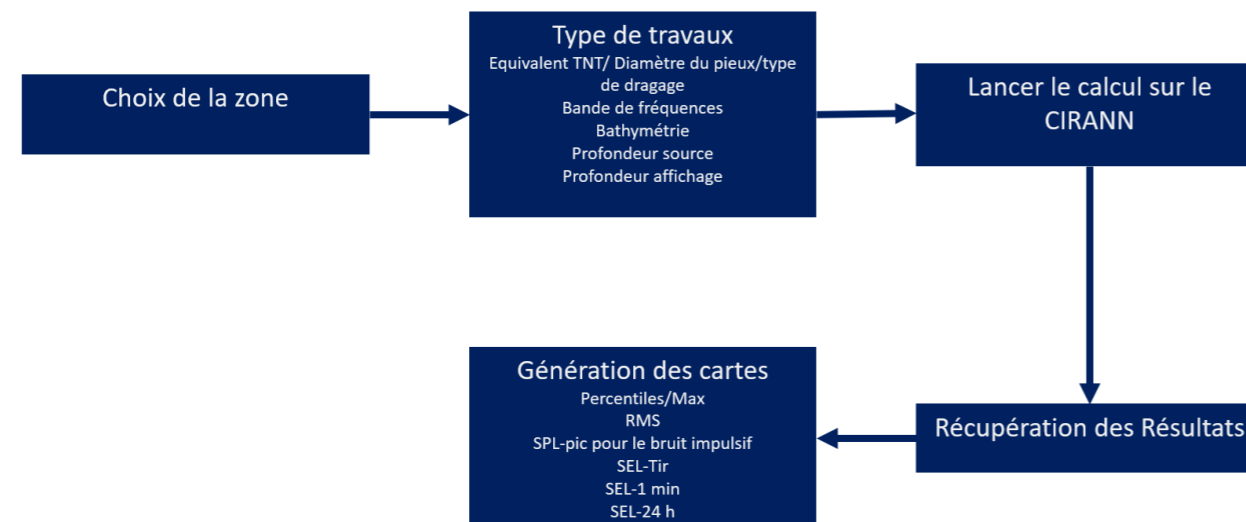 Choix de la zone
Type de travaux
Equivalent TNT/ Diamètre du pieux/type
de dragage
Bande de fréquences
Bathymétrie
Profondeur source
Profondeur affichage
Lancer le calcul sur le
CIRANN
Récupération des Résultats
Génération des cartes
Percentiles/Max
RMS
SPL-pic pour le bruit impulsif
SEL-Tir
SEL-1 min
SEL-24 h